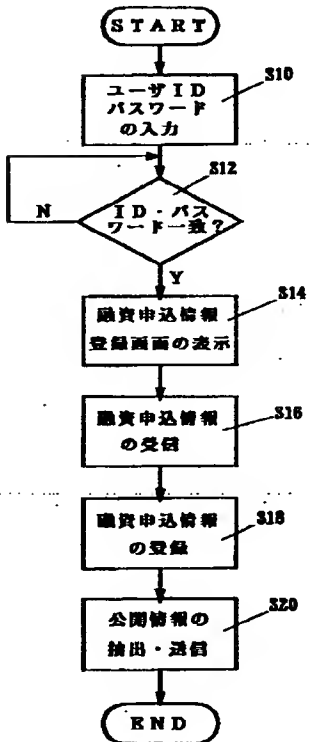 START
S10
ユーザID
パスワード
の入力
S12
ID・パス
ワード一致?
N
Y
S14
融資申込情報
登録画面の表示
S16
融資申込情報
の受信
S18
融資申込情報
の登録
S20
公開情報の
抽出・送信
END